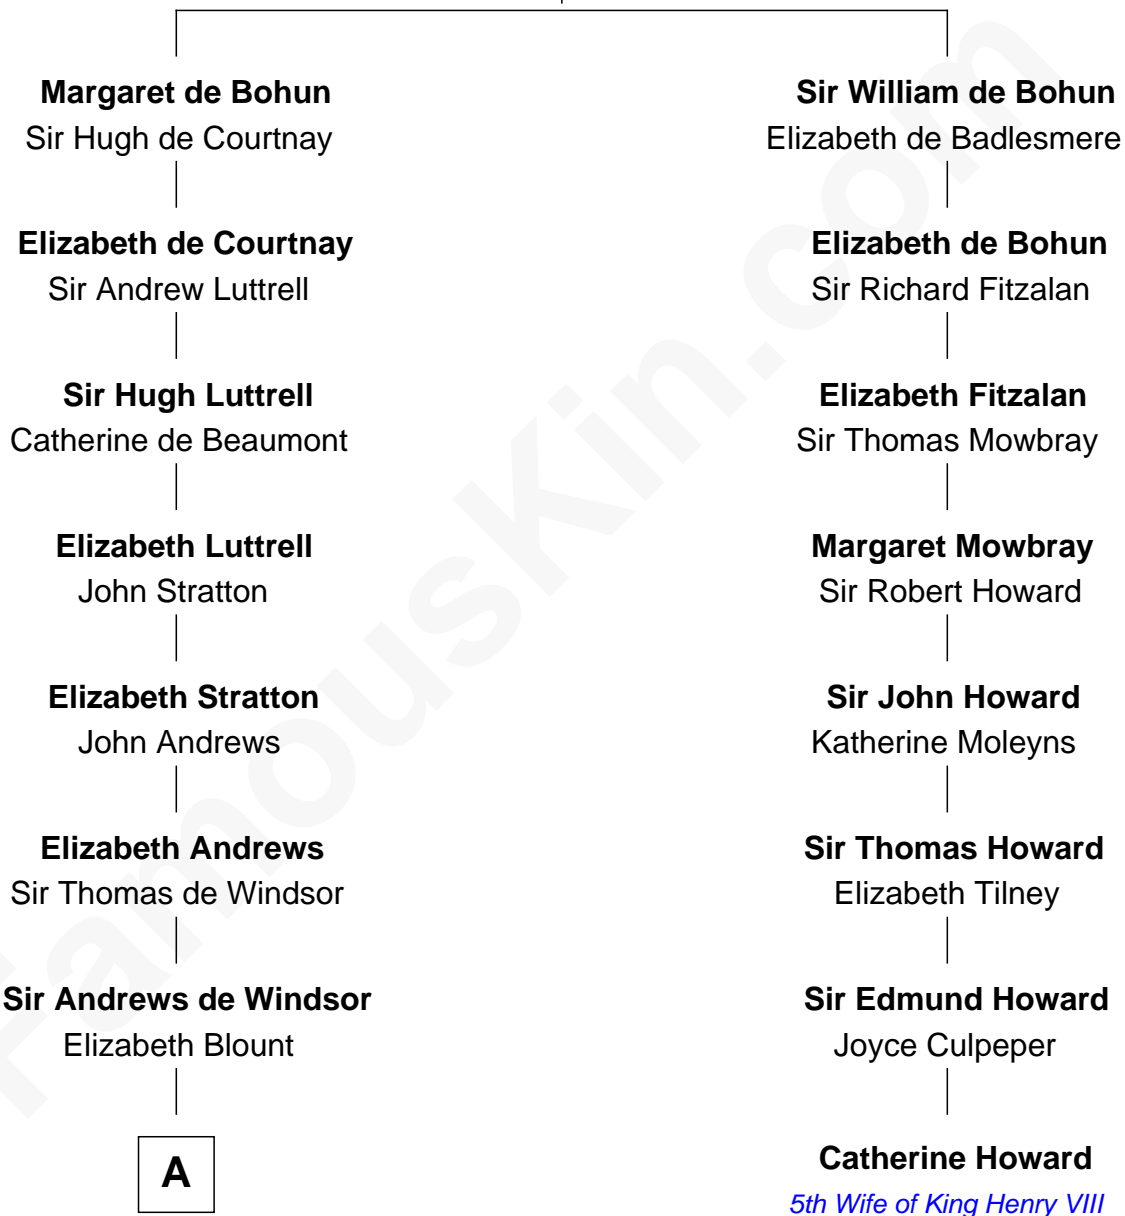 Margaret de Bohun
Sir Hugh de Courtnay
Elizabeth de Courtnay
Sir Andrew Luttrell
Sir Hugh Luttrell
Catherine de Beaumont
Elizabeth Luttrell
John Stratton
Elizabeth Stratton
John Andrews
Elizabeth Andrews
Sir Thomas de Windsor
Sir Andrews de Windsor
Elizabeth Blount
A
Sir William de Bohun
Elizabeth de Badlesmere
Elizabeth de Bohun
Sir Richard Fitzalan
Elizabeth Fitzalan
Sir Thomas Mowbray
Margaret Mowbray
Sir Robert Howard
Sir John Howard
Katherine Moleyns
Sir Thomas Howard
Elizabeth Tilney
Sir Edmund Howard
Joyce Culpeper
Catherine Howard
5th Wife of King Henry VIII
FamousKin.com